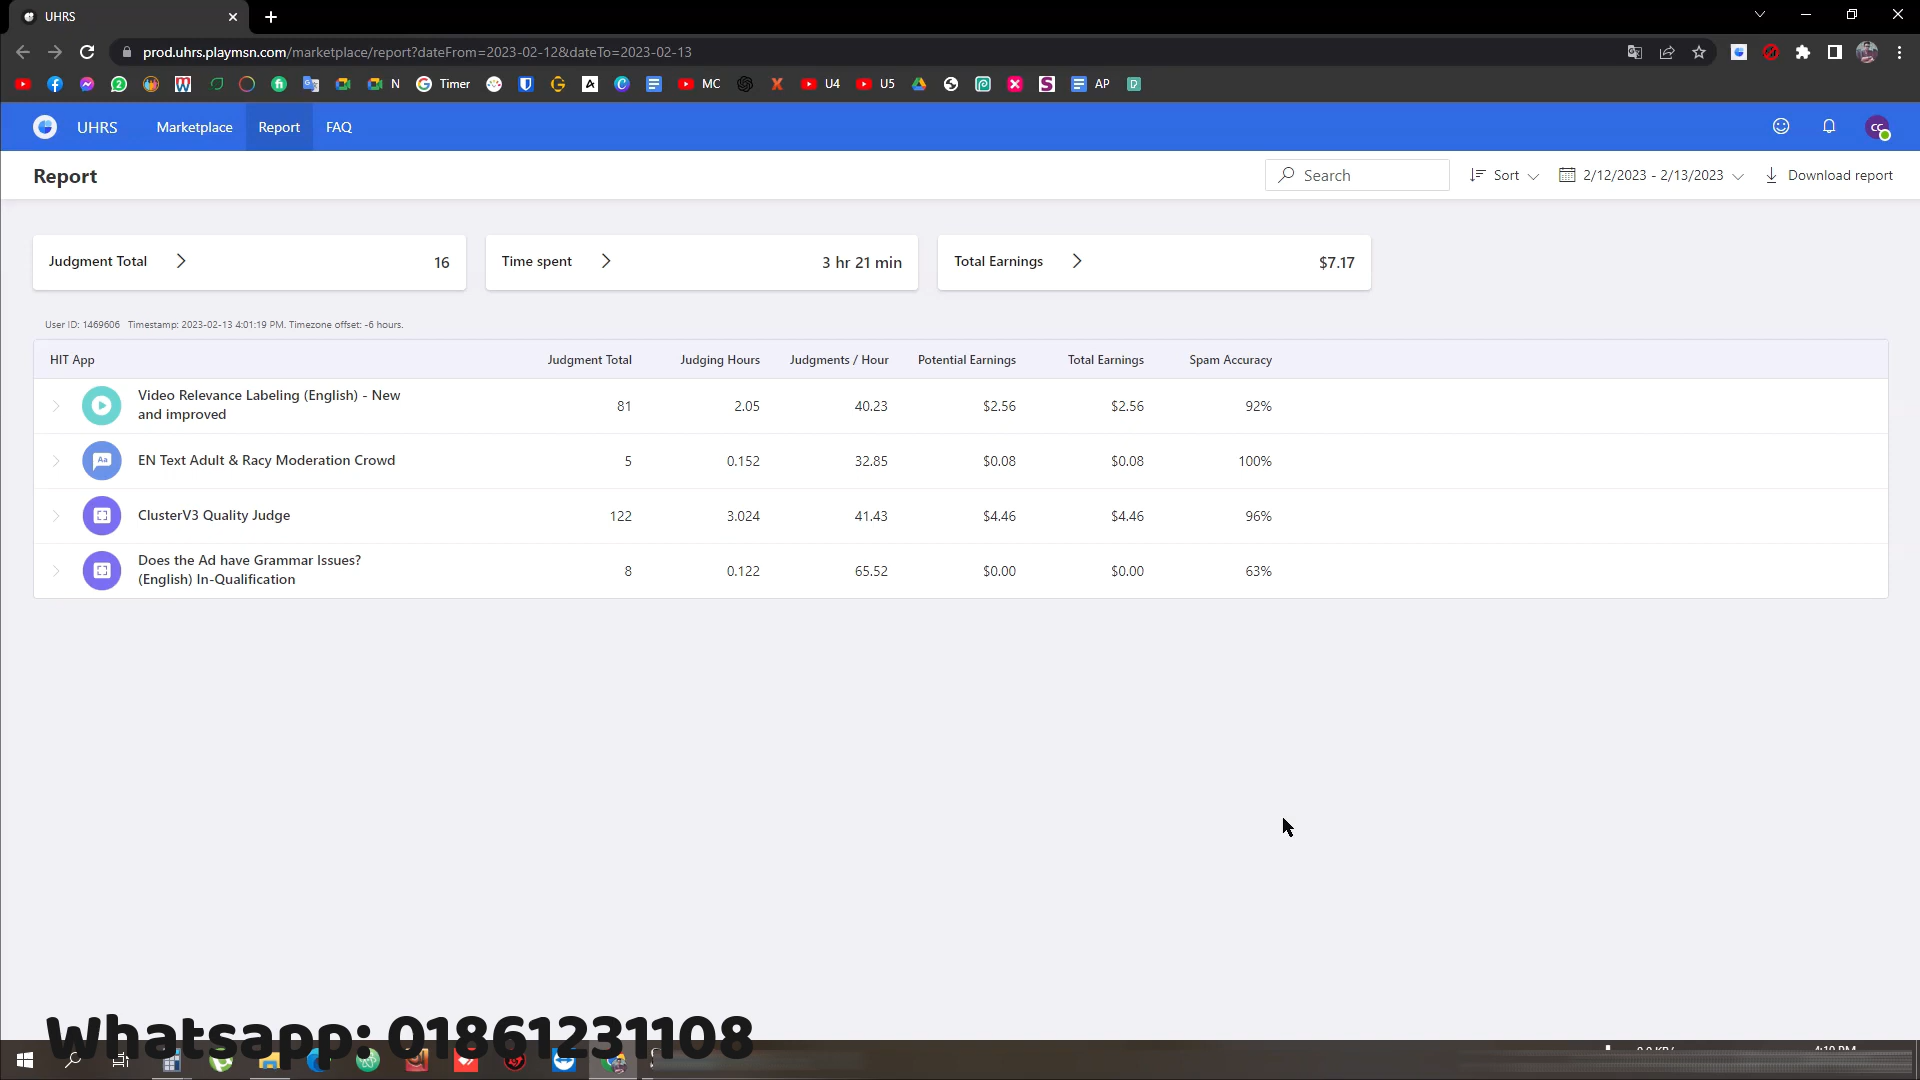 UHRS
prod.uhrs.playmsn.com/marketplace/report?dateFrom=2023-02-12&dateTo=2023-02-13
N
Timer
MC
U4
U5
AP
UHRS
Marketplace
Report
FAQ
CC
Report
Search
Sort
2/12/2023 - 2/13/2023
Download report
Judgment Total
16
Time spent
3 hr 21 min
Total Earnings
$7.17
User ID: 1469606 Timestamp: 2023-02-13 4:01:19 PM. Timezone offset: -6 hours.
HIT App Judgment Total Judging Hours Judgments / Hour Potential Earnings Total Earnings Spam Accuracy
Video Relevance Labeling (English) - New
and improved
81 2.05 40.23 $2.56 $2.56 92%
EN Text Adult & Racy Moderation Crowd 5 0.152 32.85 $0.08 $0.08 100%
ClusterV3 Quality Judge 122 3.024 41.43 $4.46 $4.46 96%
Does the Ad have Grammar Issues?
(English) In-Qualification
8 0.122 65.52 $0.00 $0.00 63%
Whatsapp: 01861231108